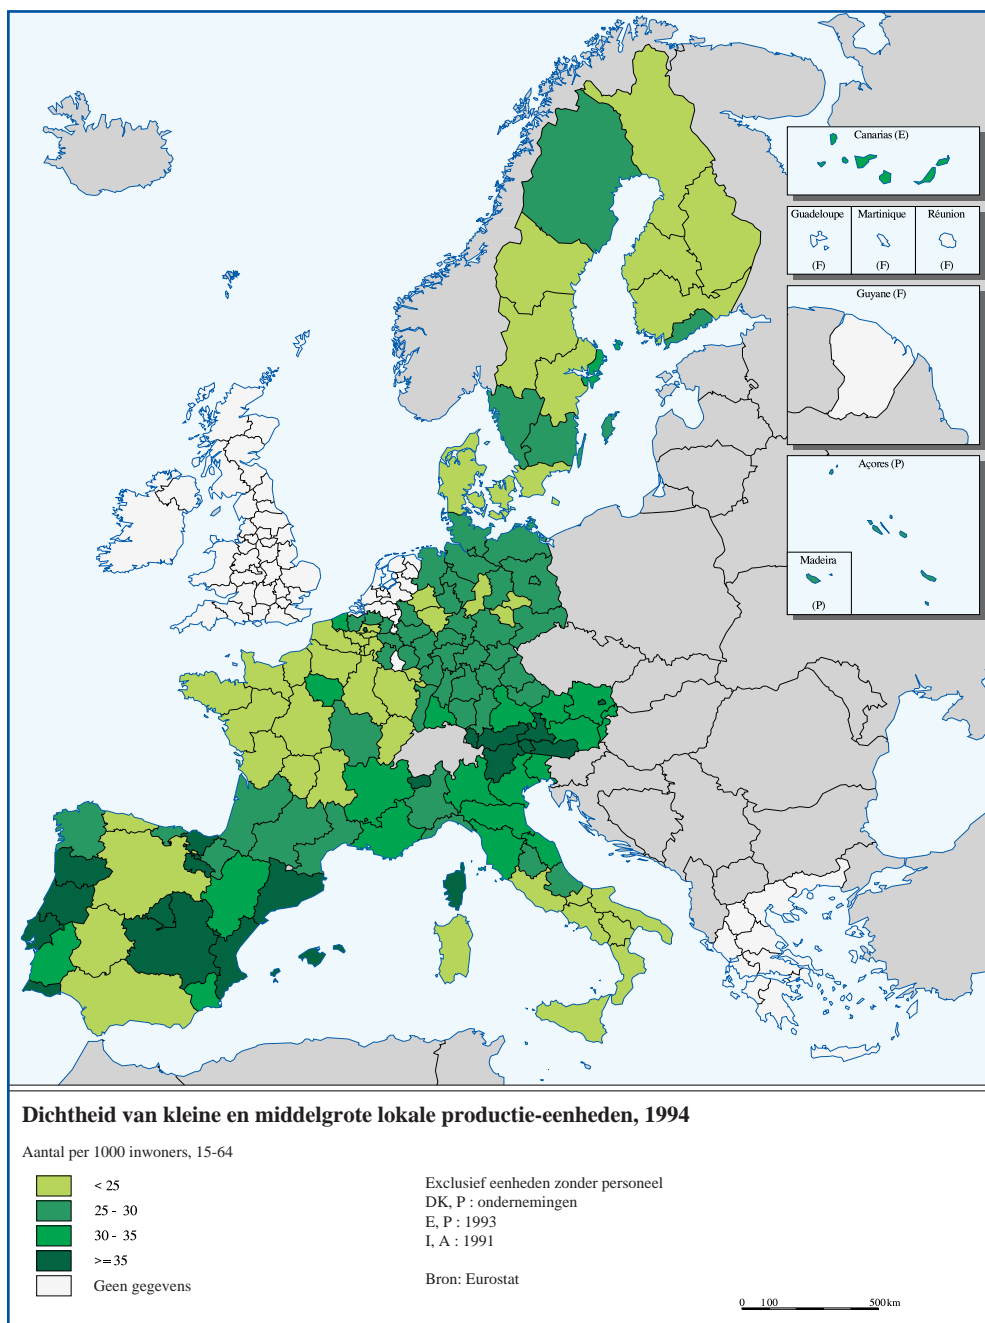 Canarias (E)
Guadeloupe
Martinique
Réunion
(F)
(F)
(F)
Guyane (F)
Açores (P)
Madeira
(P)
Dichtheid van kleine en middelgrote lokale productie-eenheden, 1994
Aantal per 1000 inwoners, 15-64
< 25
25 - 30
30 - 35
>= 35
Geen gegevens
Exclusief eenheden zonder personeel
DK, P : ondernemingen
E, P : 1993
I, A : 1991
Bron: Eurostat
0 100 500 km